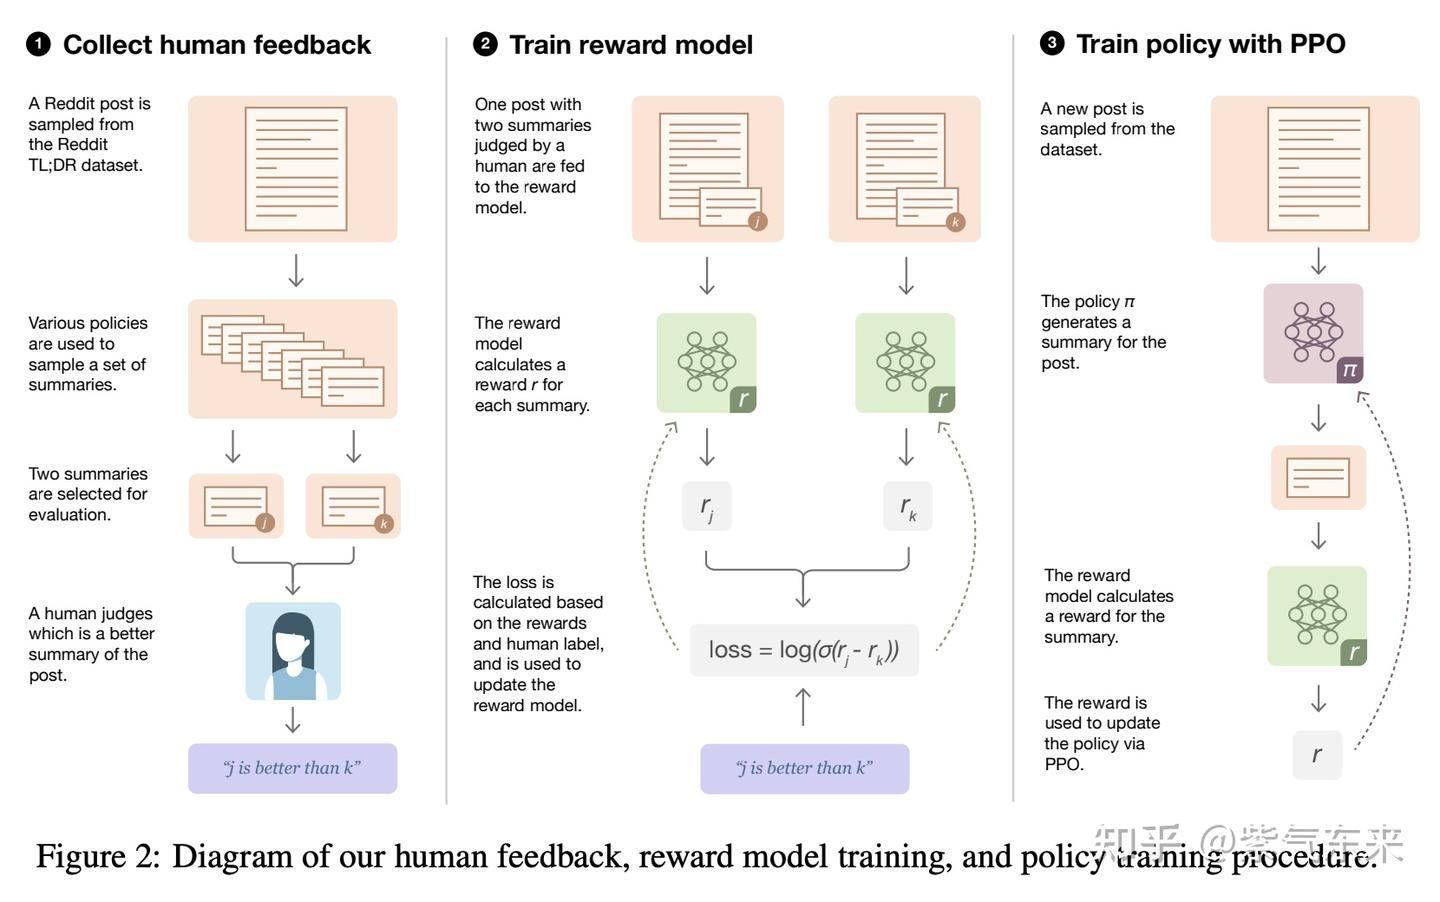 1 Collect human feedback
A Reddit post is
sampled from
the Reddit
TL;DR dataset.
Various policies
are used to
sample a set of
summaries.
Two summaries
are selected for
evaluation.
j
k
A human judges
which is a better
summary of the
post.
“j is better than k”
2 Train reward model
One post with
two summaries
judged by a
human are fed
to the reward
model.
j
k
The reward
model
calculates a
reward r for
each summary.
r
r
r_j
r_k
The loss is
calculated based
on the rewards
and human label,
and is used to
update the
reward model.
loss = log(σ(r_j - r_k))
“j is better than k”
3 Train policy with PPO
A new post is
sampled from the
dataset.
The policy π
generates a
summary for the
post.
π
The reward
model calculates
a reward for the
summary.
r
The reward is
used to update
the policy via
PPO.
r
Figure 2: Diagram of our human feedback, reward model training, and policy training procedure.
知乎 @紫气东来